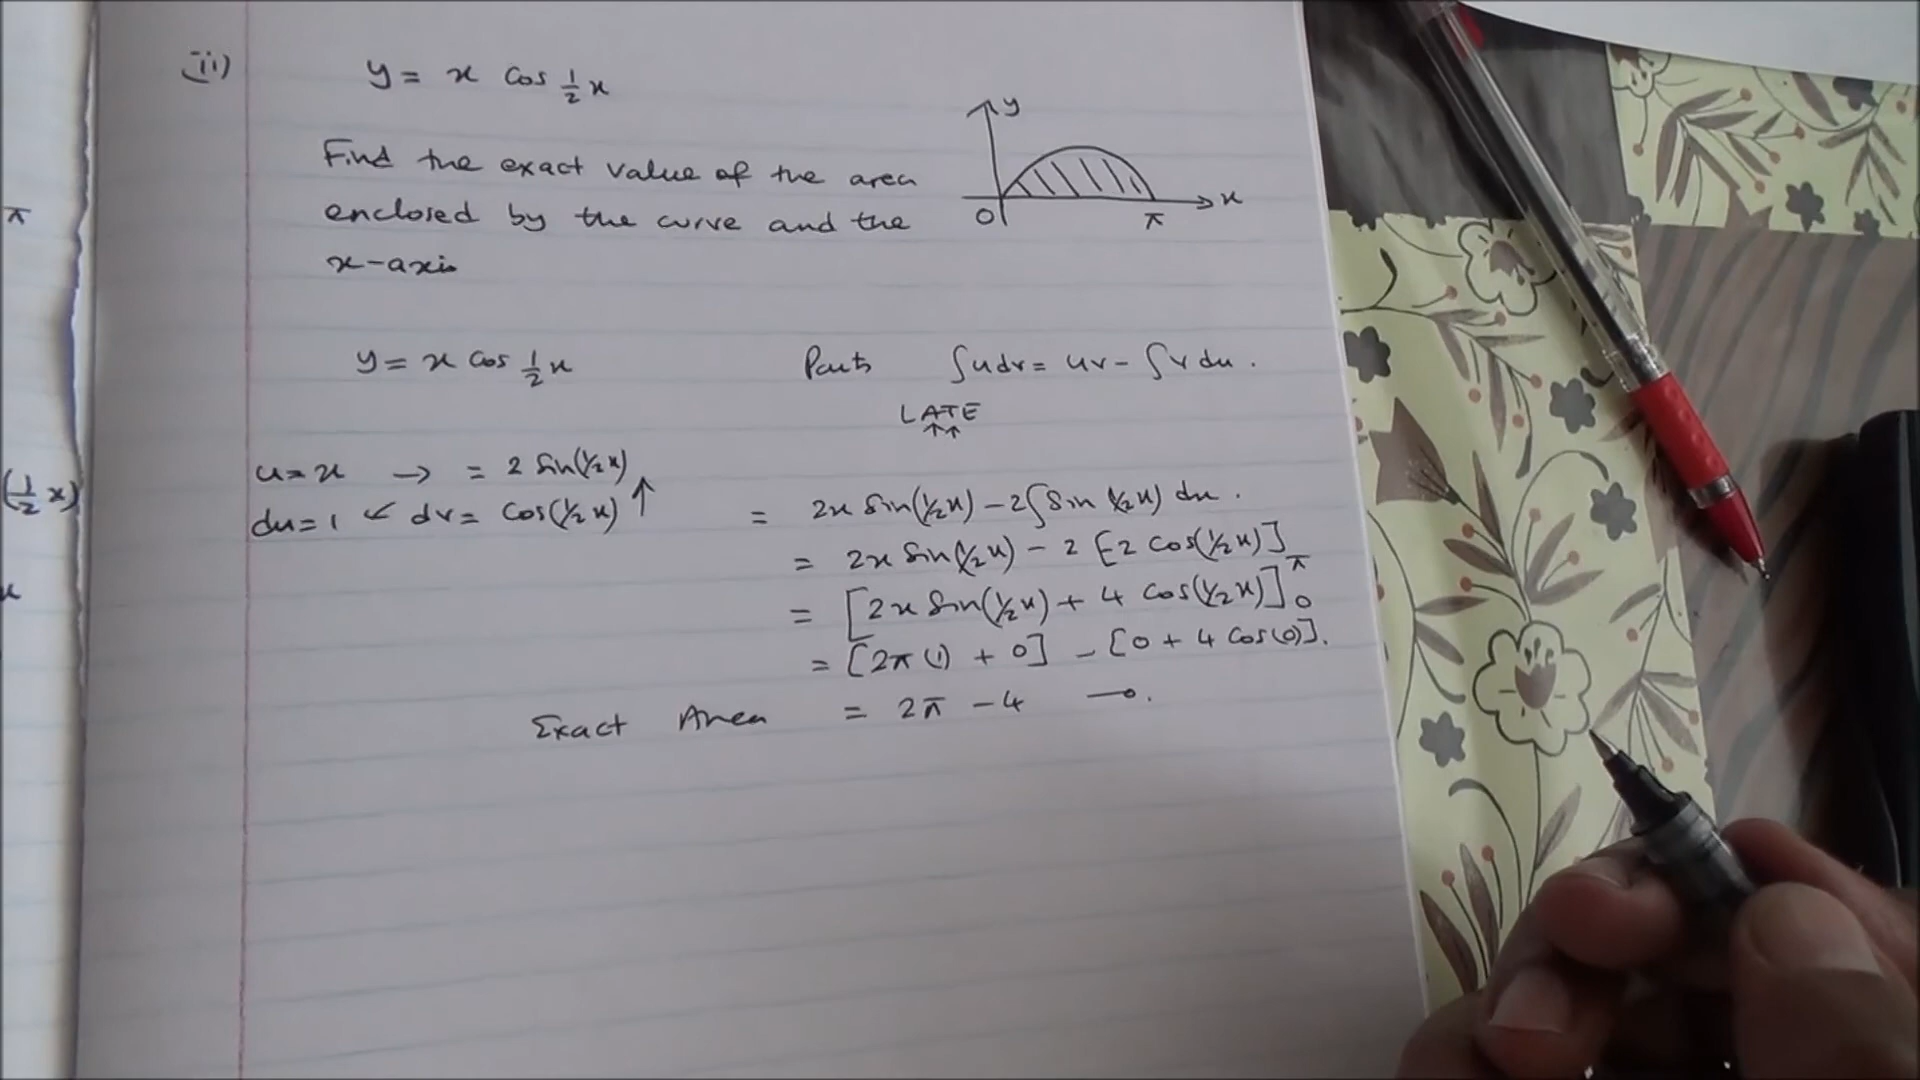 ii) y = x cos ½x
y
Find the exact value of the area
enclosed by the curve and the
0 π x
x-axis
π
y = x cos ½x Parts ∫udv = uv - ∫vdu.
LATE
↑↑
u = x → = 2 sin(½x) ↑
du = 1 ↙ dv = cos(½x)
(½x)
= 2x sin(½x) - 2∫sin(½x) dx.
= 2x sin(½x) - 2[2 cos(½x)]
x
= [2x sin(½x) + 4 cos(½x)]π 0
= [2π(1) + 0] - [0 + 4 cos(0)].
Exact Area = 2π - 4